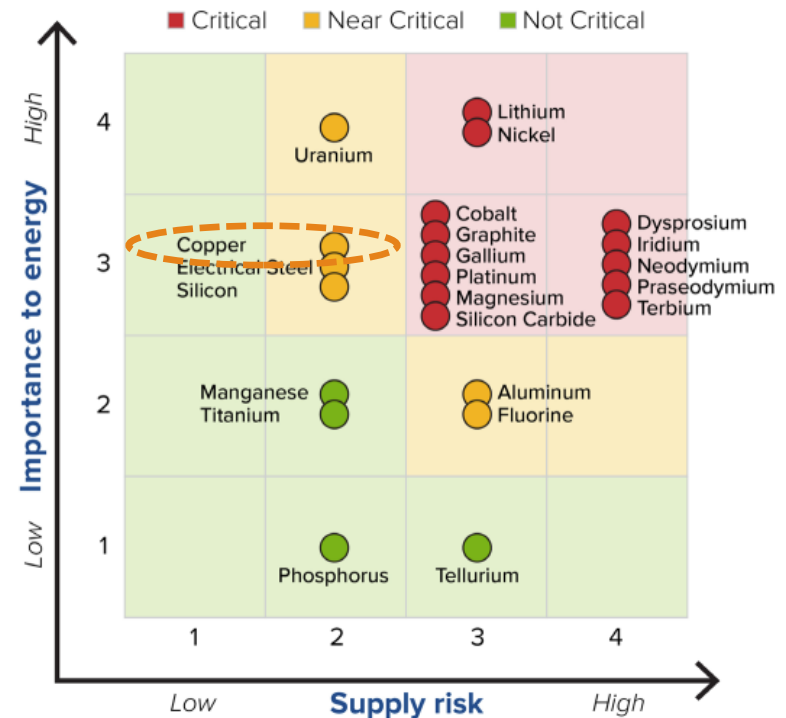 Critical
Near Critical
Not Critical
High
Importance to energy
Low
4
3
2
1
Uranium
Lithium
Nickel
Copper
Electrical Steel
Silicon
Cobalt
Graphite
Gallium
Platinum
Magnesium
Silicon Carbide
Dysprosium
Iridium
Neodymium
Praseodymium
Terbium
Manganese
Titanium
Aluminum
Fluorine
Phosphorus
Tellurium
1
2
3
4
Low
Supply risk
High